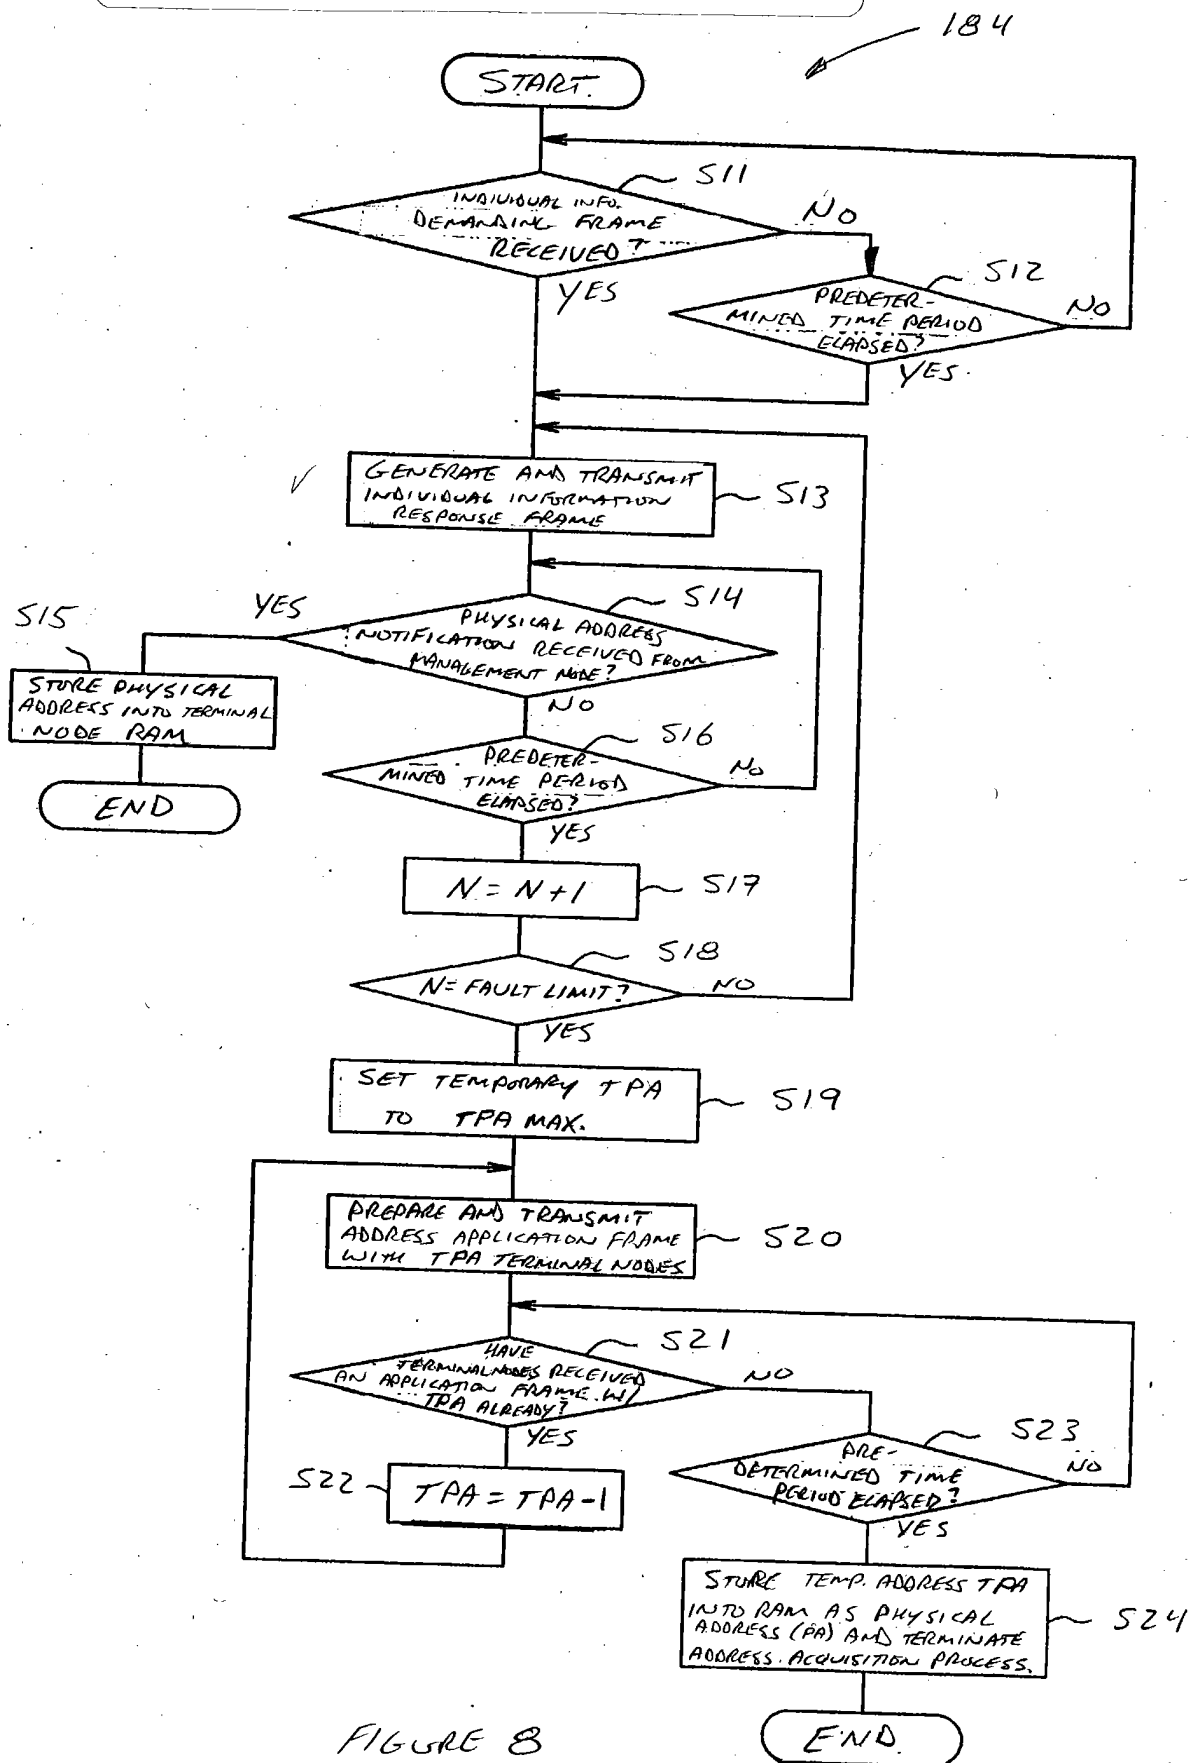 184
START.
S11
INDIVIDUAL INFO.
DEMANDING FRAME
RECEIVED?
NO
YES
S12
PREDETER-
MINED TIME PERIOD
ELAPSED?
NO
YES.
GENERATE AND TRANSMIT
INDIVIDUAL INFORMATION
RESPONSE FRAME
S13
S14
PHYSICAL ADDRESS
NOTIFICATION RECEIVED FROM
MANAGEMENT NODE?
YES
NO
S15
STORE PHYSICAL
ADDRESS INTO TERMINAL
NODE RAM
END
S16
PREDETER-
MINED TIME PERIOD
ELAPSED?
NO
YES
N = N+1
S17
S18
N= FAULT LIMIT?
NO
YES
SET TEMPORARY TPA
TO TPA MAX.
S19
PREPARE AND TRANSMIT
ADDRESS APPLICATION FRAME
WITH TPA TERMINAL NODES
S20
S21
HAVE
TERMINAL NODES RECEIVED
AN APPLICATION FRAME W/
TPA ALREADY?
NO
YES
S22
TPA = TPA-1
S23
PRE-
DETERMINED TIME
PERIOD ELAPSED?
NO
YES
STORE TEMP. ADDRESS TPA
INTO RAM AS PHYSICAL
ADDRESS (PA) AND TERMINATE
ADDRESS ACQUISITION PROCESS.
S24
END.
FIGURE 8